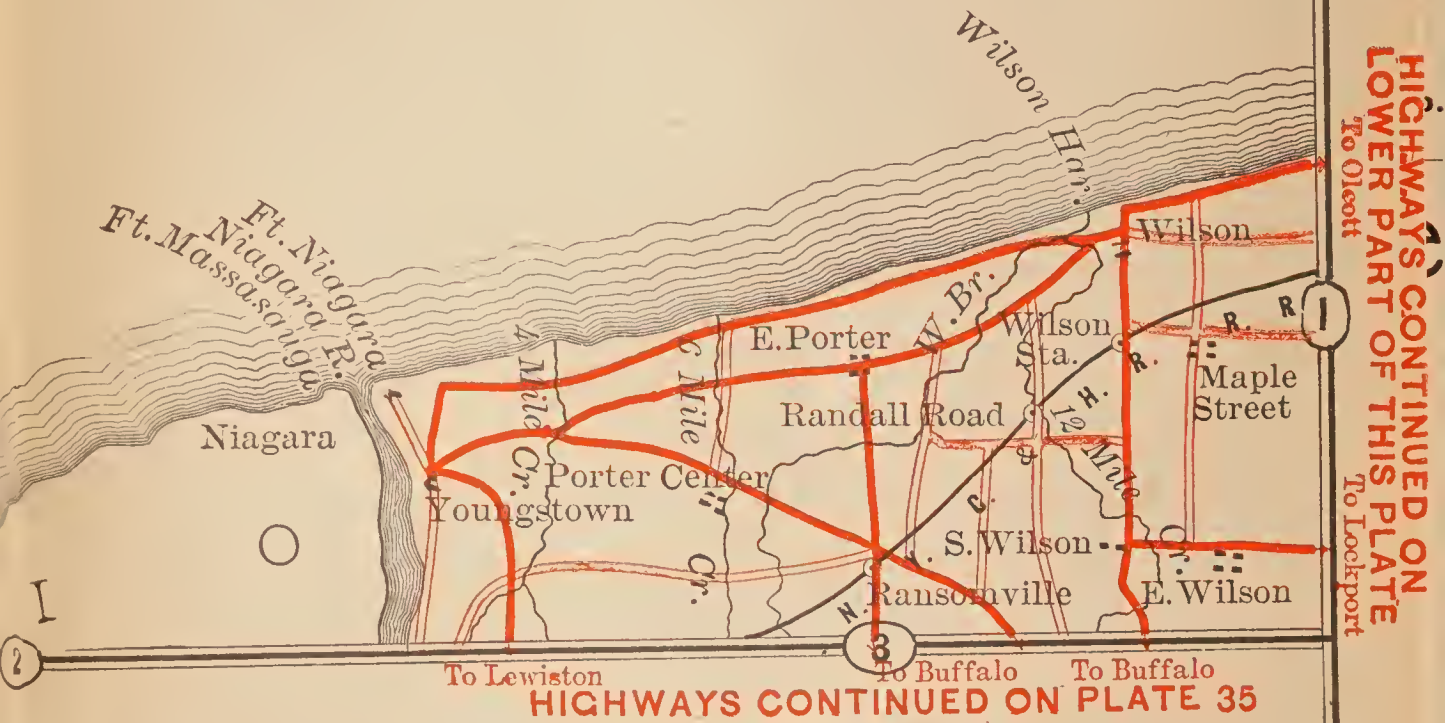 Wilson Har.
Ft. Niagara
Niagara R.
Ft. Massasauga
HIGHWAYS CONTINUED ON
LOWER PART OF THIS PLATE
To Olcott
To Lockport
Wilson
4 Mile Cr.
6 Mile Cr.
E. Porter
W. Br.
Wilson
Sta.
R. R.
1
Maple
Street
Niagara
Randall Road
12 Mile Cr.
Porter Center
Youngstown
S. Wilson
E. Wilson
Ransomville
N. Y. C. & H. R.
I
2
3
To Lewiston
To Buffalo
To Buffalo
HIGHWAYS CONTINUED ON PLATE 35